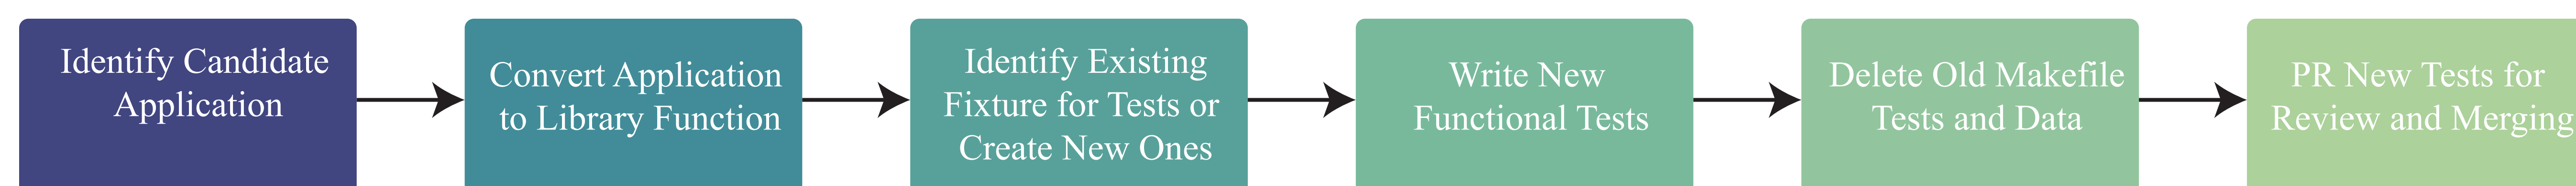 Identify Candidate
Application
Convert Application
to Library Function
Identify Existing
Fixture for Tests or
Create New Ones
Write New
Functional Tests
Delete Old Makefile
Tests and Data
PR New Tests for
Review and Merging